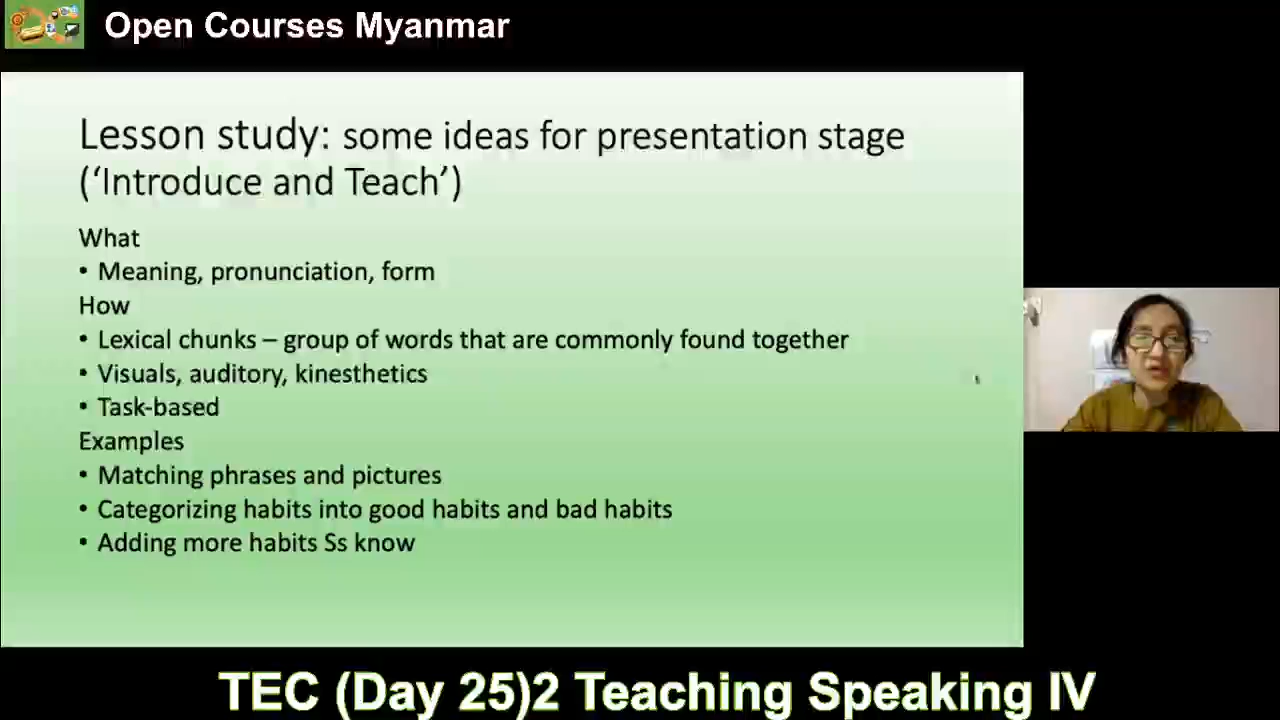 Open Courses Myanmar
Lesson study: some ideas for presentation stage
(‘Introduce and Teach’)
What
• Meaning, pronunciation, form
How
• Lexical chunks – group of words that are commonly found together
• Visuals, auditory, kinesthetics
• Task-based
Examples
• Matching phrases and pictures
• Categorizing habits into good habits and bad habits
• Adding more habits Ss know
TEC (Day 25)2 Teaching Speaking IV